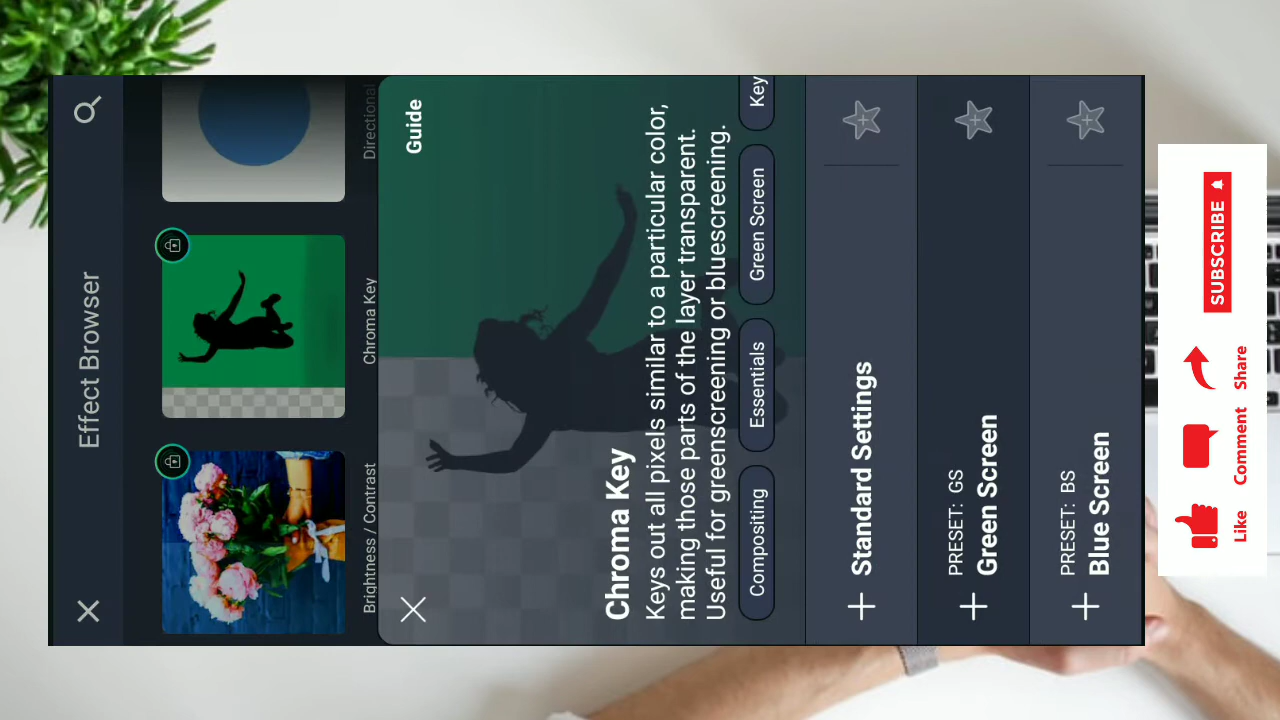 Effect Browser
Brightness / Contrast
Chroma Key
Directional
Guide
Chroma Key
Keys out all pixels similar to a particular color,
making those parts of the layer transparent.
Useful for greenscreening or bluescreening.
Compositing
Essentials
Green Screen
Key
Standard Settings
PRESET: GS
Green Screen
PRESET: BS
Blue Screen
Like
Comment
Share
SUBSCRIBE